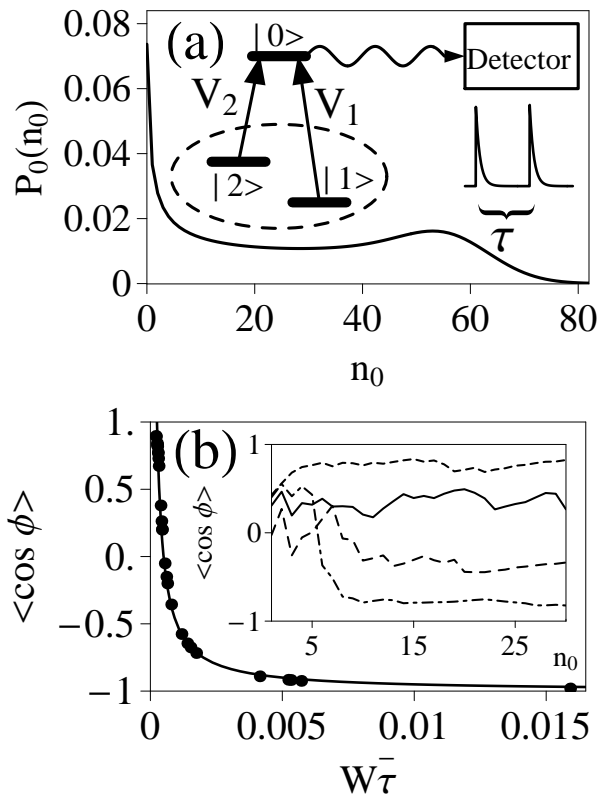 (a)
0.08
0.06
0.04
0.02
0
P₀(n₀)
| 0>
V₂
V₁
| 2>
| 1>
Detector
τ
0 20 40 60 80
n₀
(b)
1.
0.5
0.
−0.5
−1
<cos ϕ>
1
0
−1
<cos ϕ>
5 15 25 n₀
0 0.005 0.01 0.015
Wτ̄